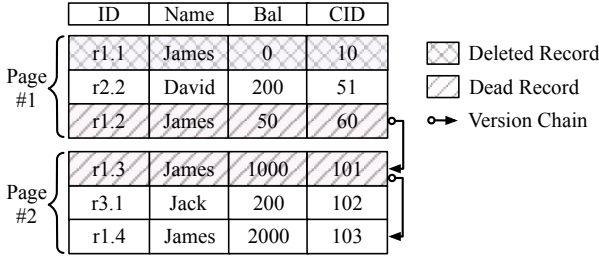 ID Name Bal CID
Page #1
r1.1 James 0 10
r2.2 David 200 51
r1.2 James 50 60
Page #2
r1.3 James 1000 101
r3.1 Jack 200 102
r1.4 James 2000 103
Deleted Record
Dead Record
Version Chain